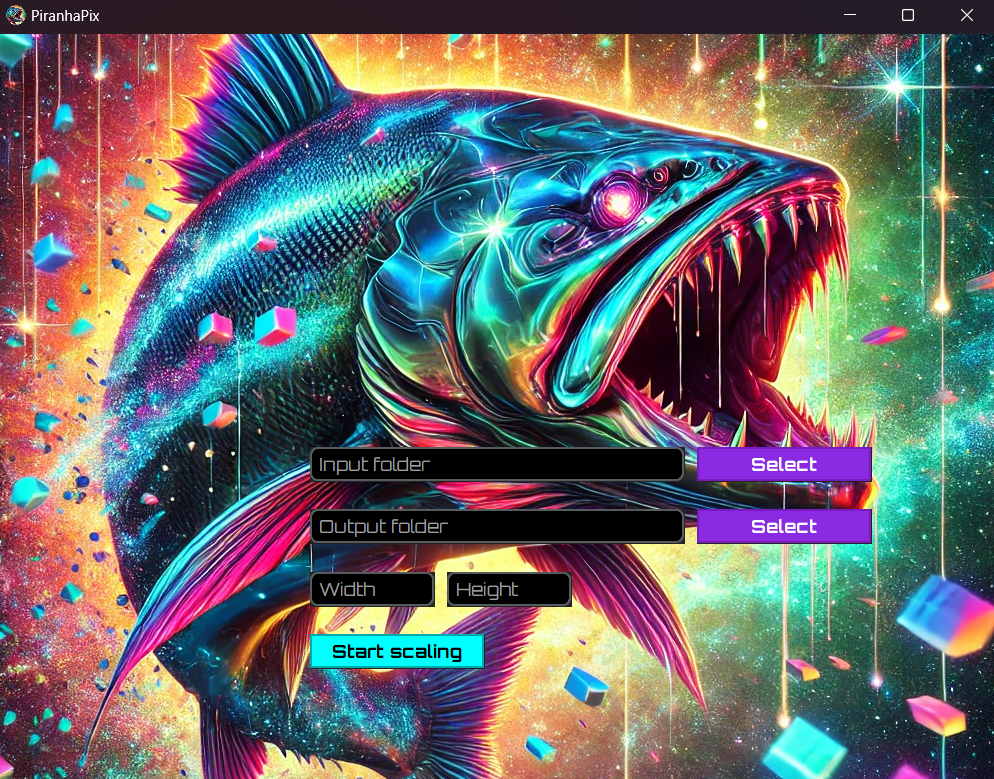 PiranhaPix
Input folder
Select
Output folder
Select
Width
Height
Start scaling